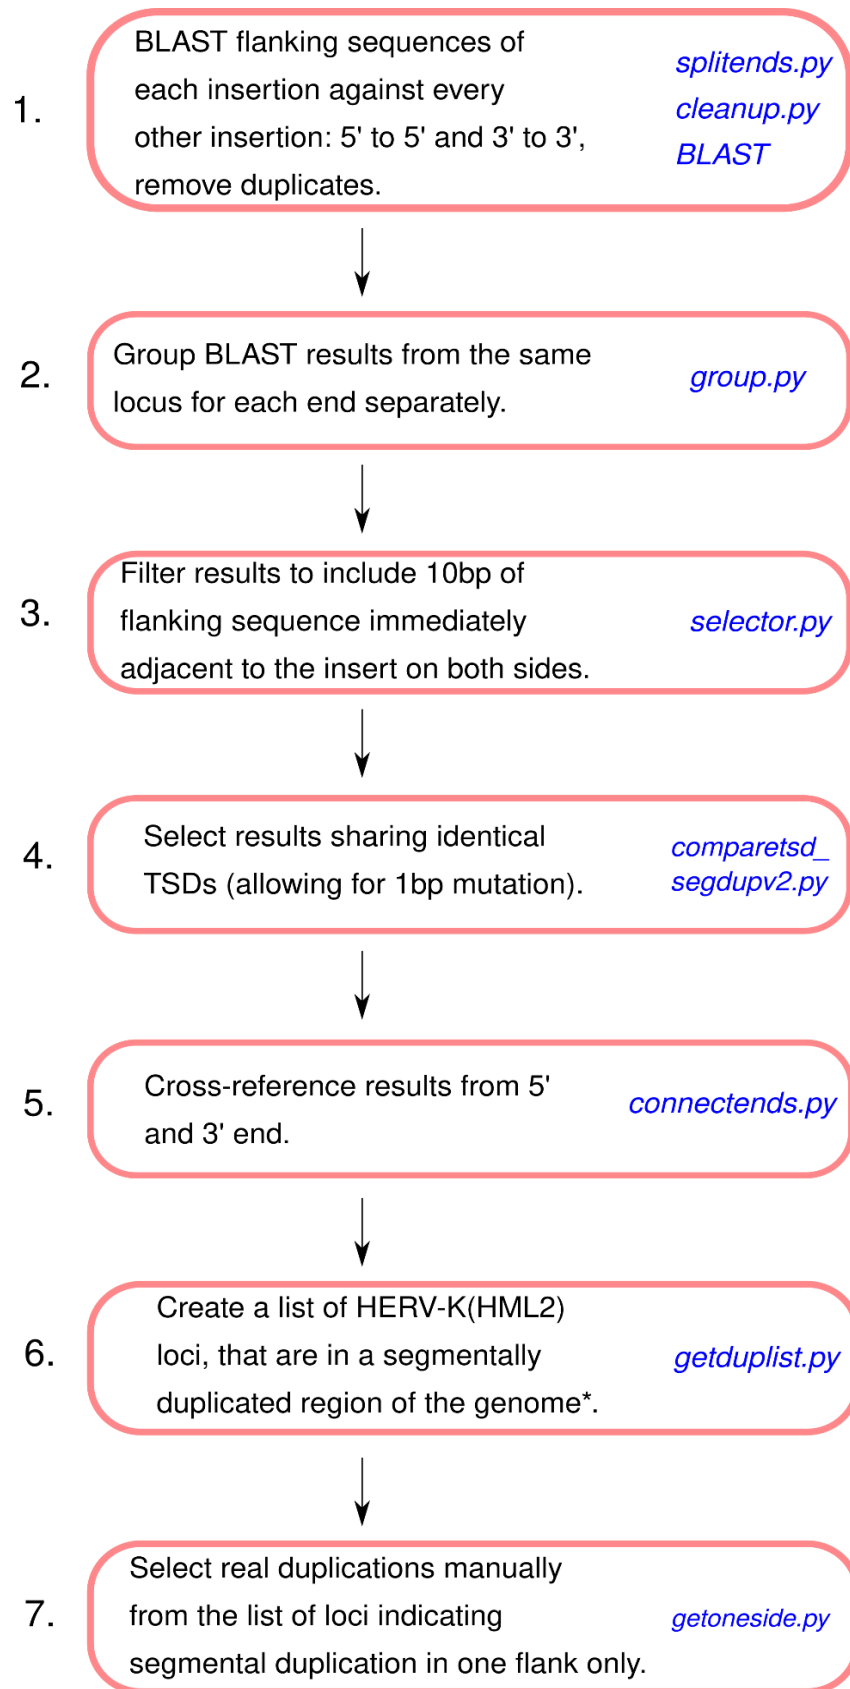 1.
BLAST flanking sequences of
each insertion against every
other insertion: 5' to 5' and 3' to 3',
remove duplicates.
splitends.py
cleanup.py
BLAST
2.
Group BLAST results from the same
locus for each end separately.
group.py
3.
Filter results to include 10bp of
flanking sequence immediately
adjacent to the insert on both sides.
selector.py
4.
Select results sharing identical
TSDs (allowing for 1bp mutation).
comparetsd_
segdupv2.py
5.
Cross-reference results from 5'
and 3' end.
connectends.py
6.
Create a list of HERV-K(HML2)
loci, that are in a segmentally
duplicated region of the genome*.
getduplist.py
7.
Select real duplications manually
from the list of loci indicating
segmental duplication in one flank only.
getoneside.py